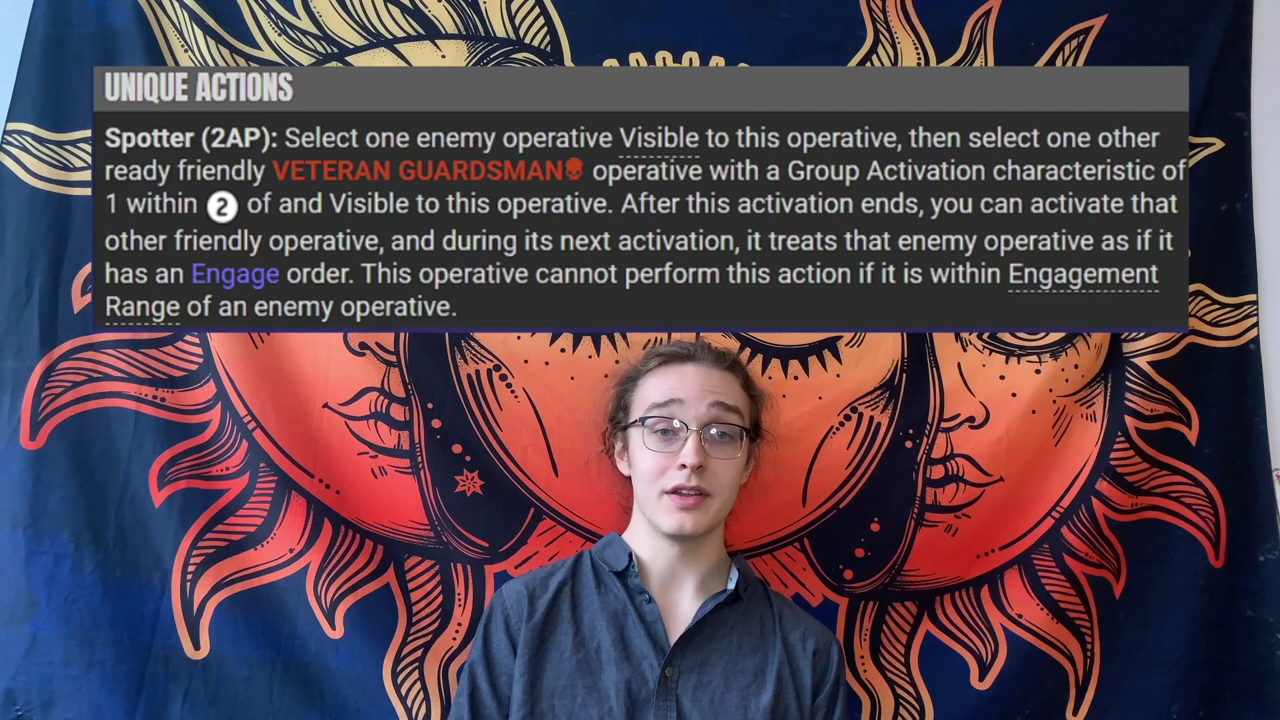 UNIQUE ACTIONS
Spotter (2AP): Select one enemy operative Visible to this operative, then select one other
ready friendly VETERAN GUARDSMAN operative with a Group Activation characteristic of
1 within 2 of and Visible to this operative. After this activation ends, you can activate that
other friendly operative, and during its next activation, it treats that enemy operative as if it
has an Engage order. This operative cannot perform this action if it is within Engagement
Range of an enemy operative.